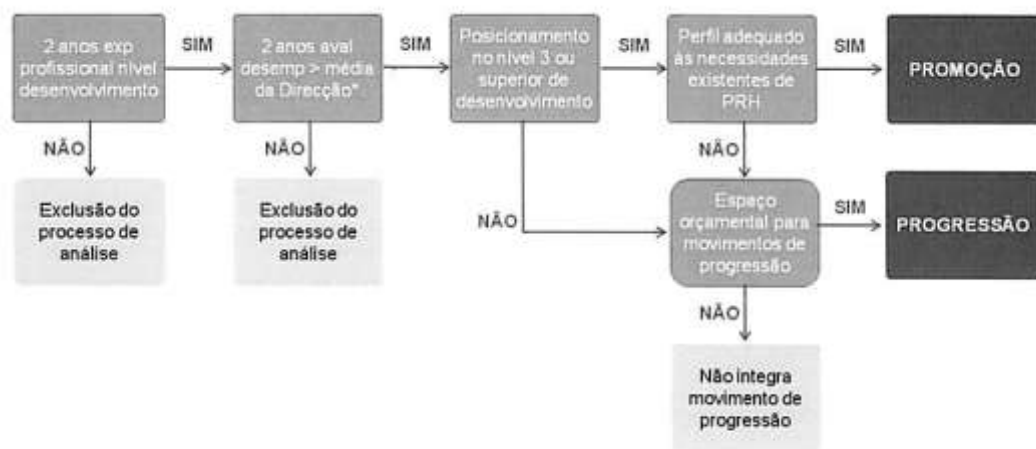 2 anos exp
profissional nível
desenvolvimento
SIM
2 anos aval
desemp > média
da Direcção*
SIM
Posicionamento
no nível 3 ou
superior de
desenvolvimento
SIM
Perfil adequado
às necessidades
existentes de
PRH
SIM
PROMOÇÃO
NÃO
NÃO
NÃO
Exclusão do
processo de
análise
Exclusão do
processo de
análise
NÃO
Espaço
orçamental para
movimentos de
progressão
SIM
PROGRESSÃO
NÃO
Não integra
movimento de
progressão